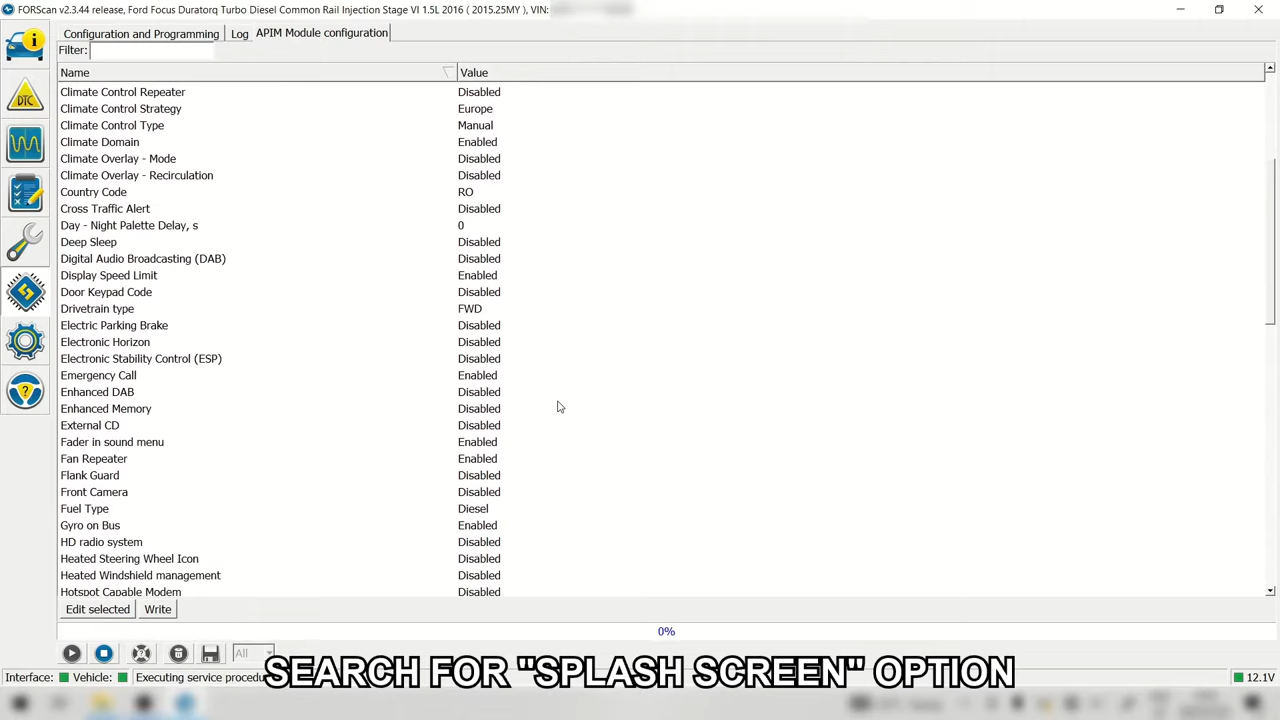 FORScan v2.3.44 release, Ford Focus Duratorq Turbo Diesel Common Rail Injection Stage VI 1.5L 2016 ( 2015.25MY ), VIN:
Configuration and Programming Log APIM Module configuration
Filter:
Name Value
Climate Control Repeater Disabled
Climate Control Strategy Europe
Climate Control Type Manual
Climate Domain Enabled
Climate Overlay - Mode Disabled
Climate Overlay - Recirculation Disabled
Country Code RO
Cross Traffic Alert Disabled
Day - Night Palette Delay, s 0
Deep Sleep Disabled
Digital Audio Broadcasting (DAB) Disabled
Display Speed Limit Enabled
Door Keypad Code Disabled
Drivetrain type FWD
Electric Parking Brake Disabled
Electronic Horizon Disabled
Electronic Stability Control (ESP) Disabled
Emergency Call Enabled
Enhanced DAB Disabled
Enhanced Memory Disabled
External CD Disabled
Fader in sound menu Enabled
Fan Repeater Enabled
Flank Guard Disabled
Front Camera Disabled
Fuel Type Diesel
Gyro on Bus Enabled
HD radio system Disabled
Heated Steering Wheel Icon Disabled
Heated Windshield management Disabled
Hotspot Capable Modem Disabled
Edit selected Write
0%
All
SEARCH FOR "SPLASH SCREEN" OPTION
Interface: Vehicle: Executing service procedu 12.1V
DTC